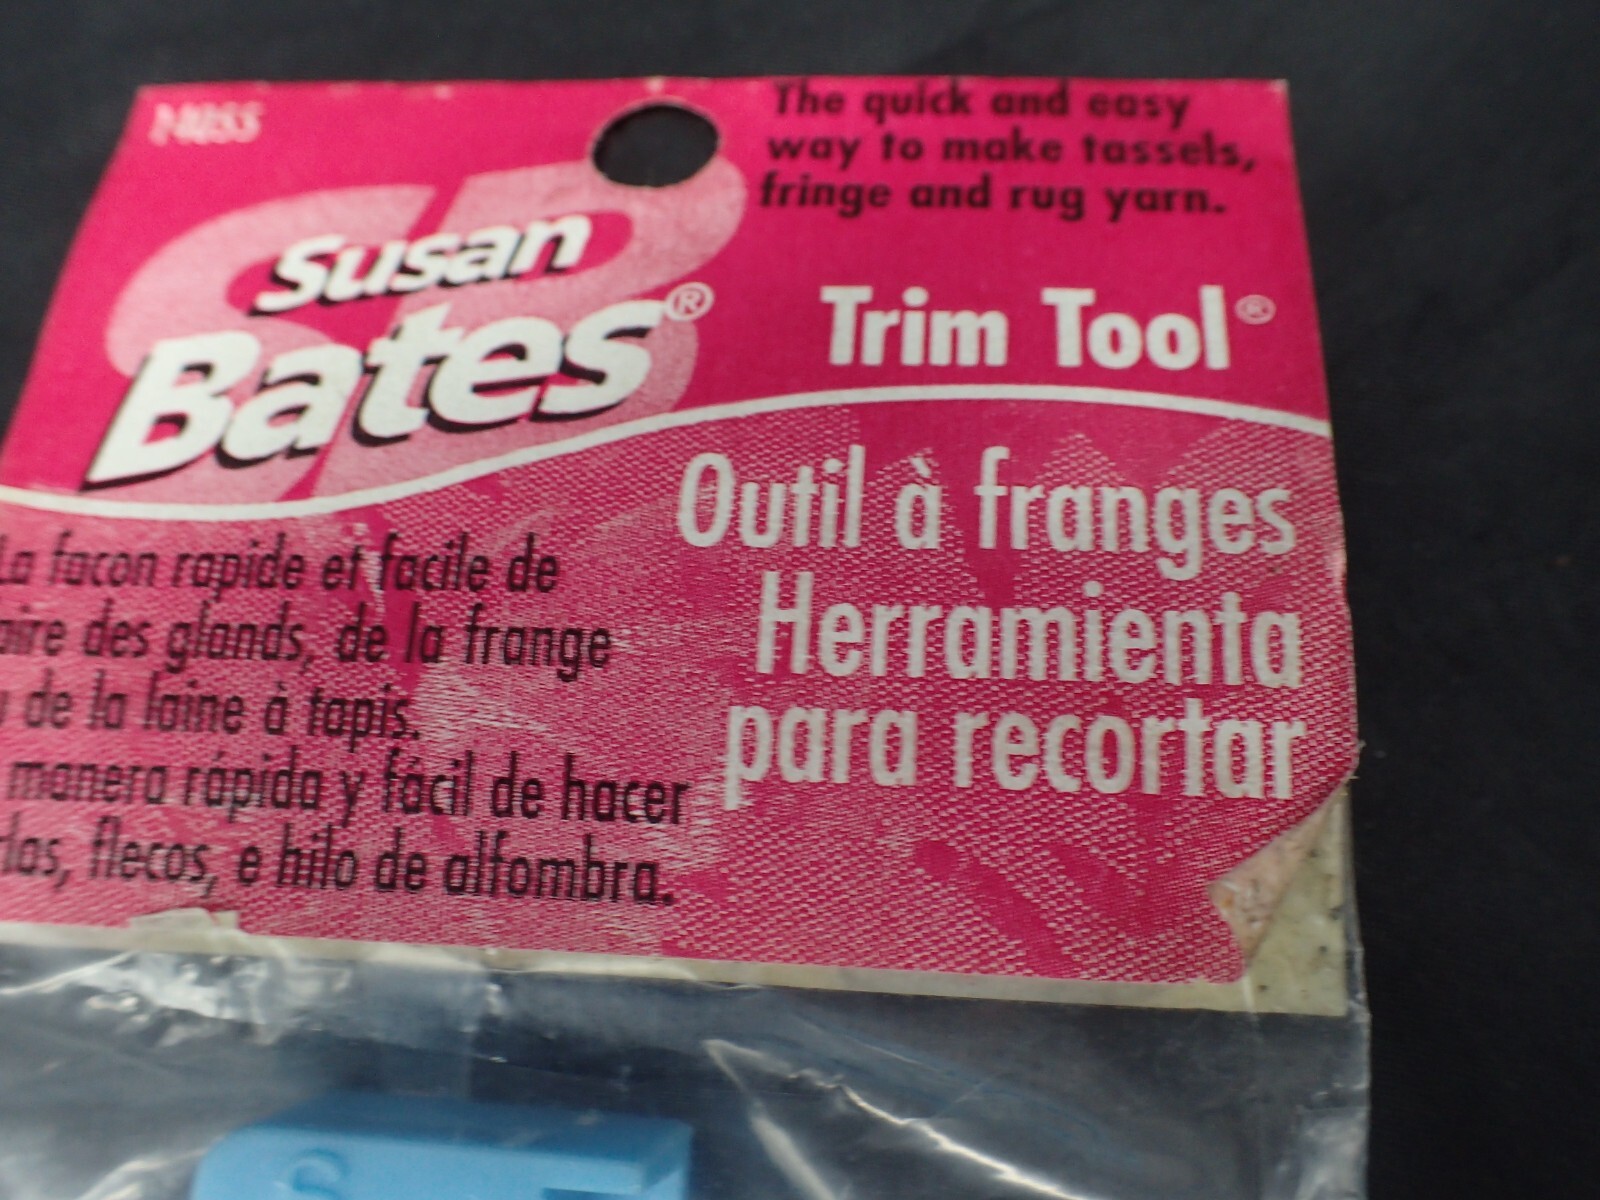 The quick and easy
way to make tassels,
fringe and rug yarn.
Susan
Bates®
Trim Tool®
Outil à franges
Herramienta
para recortar
La facon rapide et facile de
des glands, de la frange
de la laine à tapis.
manera rápida y fácil de hacer
flecos, e hilo de alfombra.